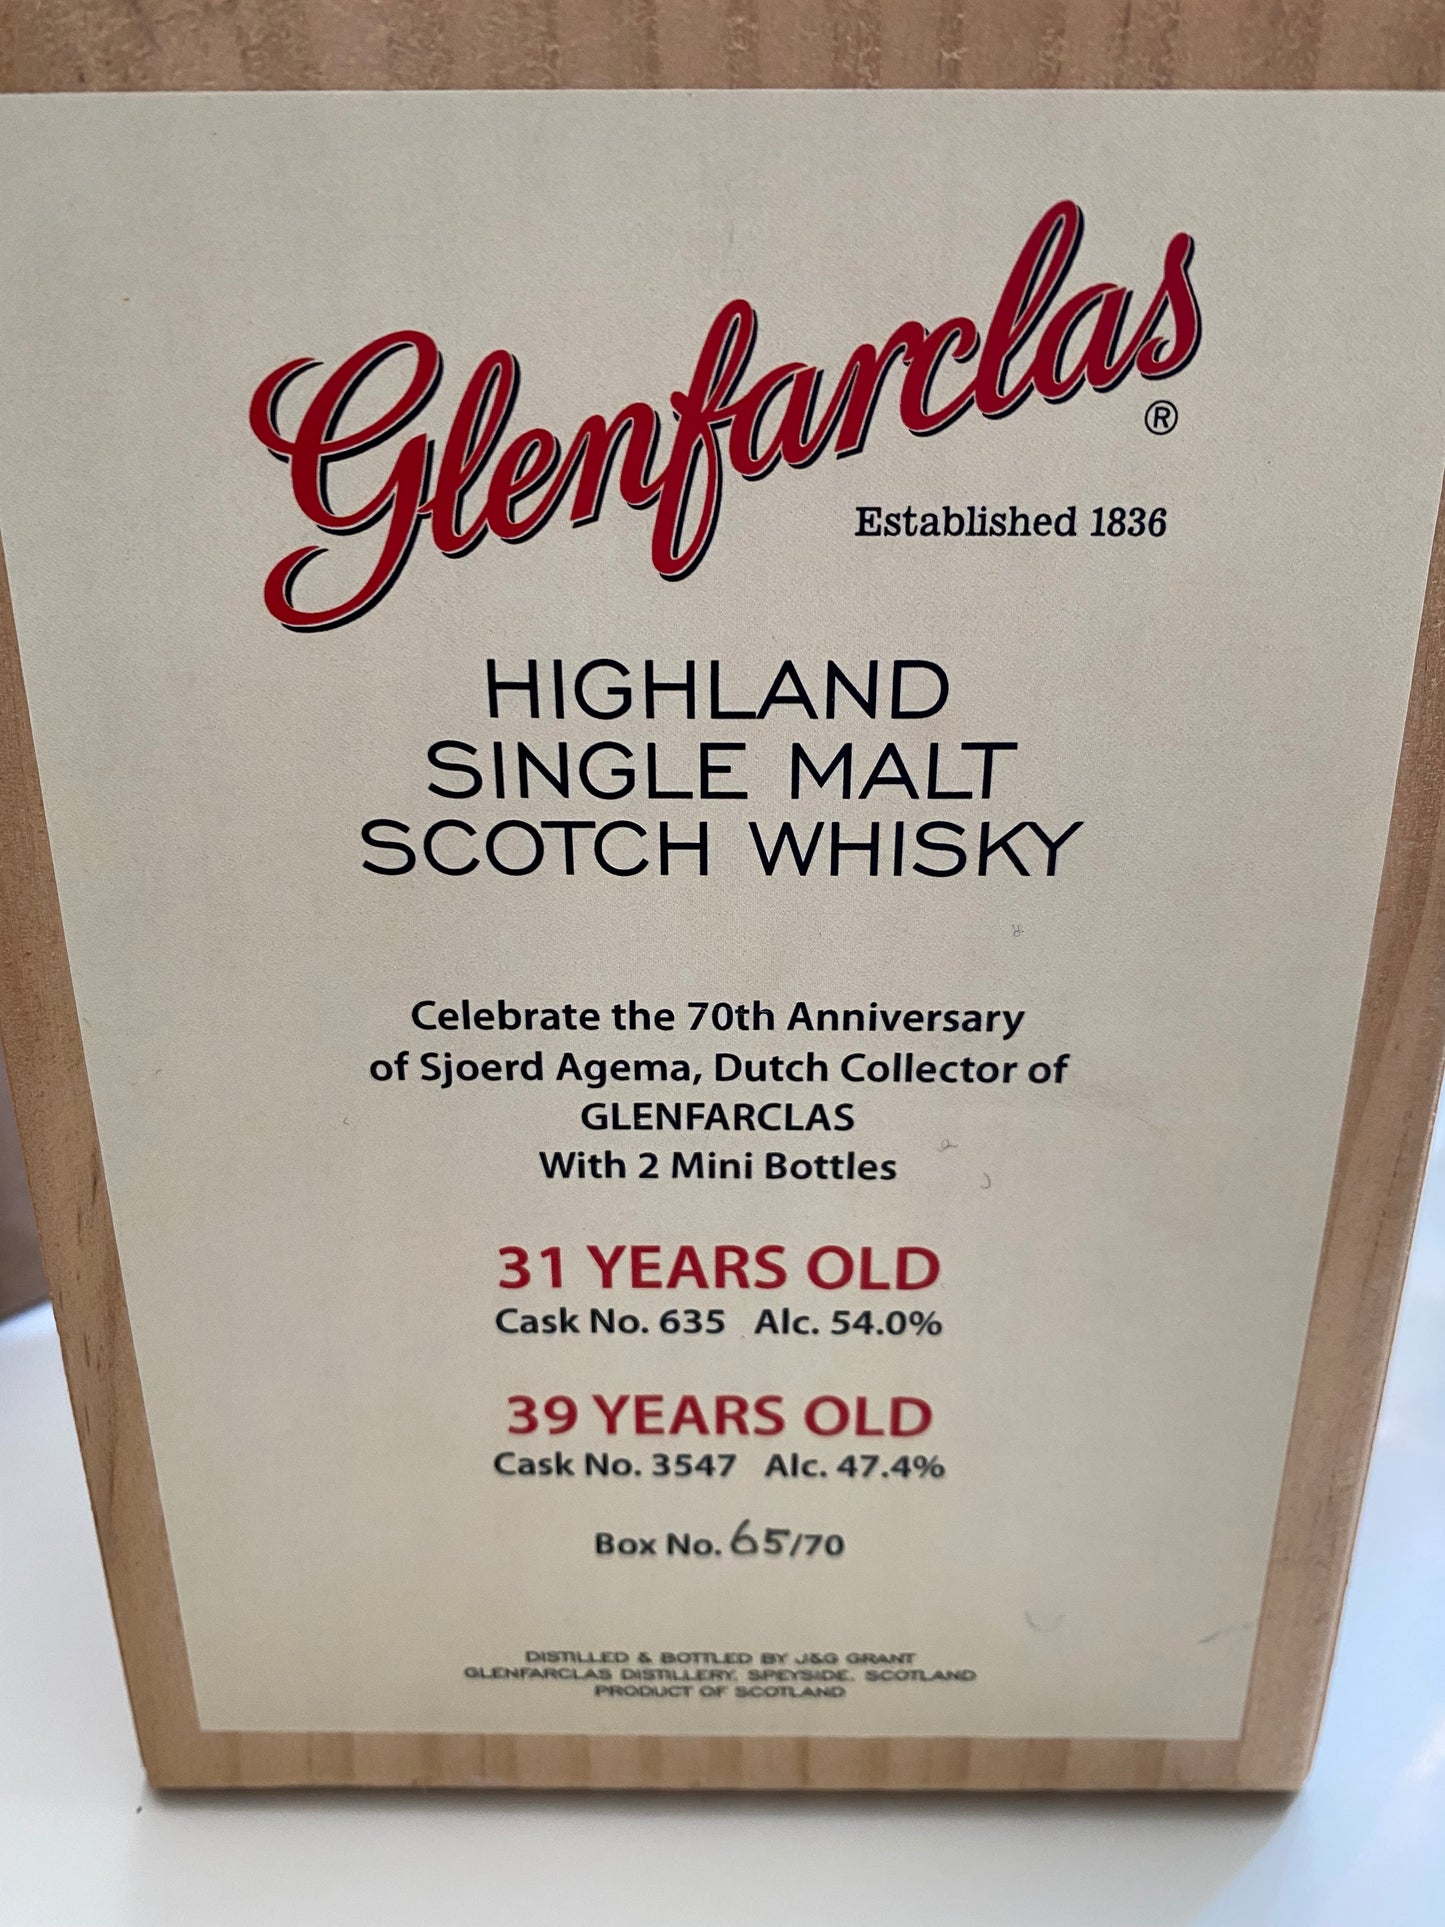 Glenfarclas
®
Established 1836
HIGHLAND
SINGLE MALT
SCOTCH WHISKY
Celebrate the 70th Anniversary
of Sjoerd Agema, Dutch Collector of
GLENFARCLAS
With 2 Mini Bottles
31 YEARS OLD
Cask No. 635 Alc. 54.0%
39 YEARS OLD
Cask No. 3547 Alc. 47.4%
Box No. 65/70
DISTILLED & BOTTLED BY J&G GRANT
GLENFARCLAS DISTILLERY, SPEYSIDE, SCOTLAND
PRODUCT OF SCOTLAND